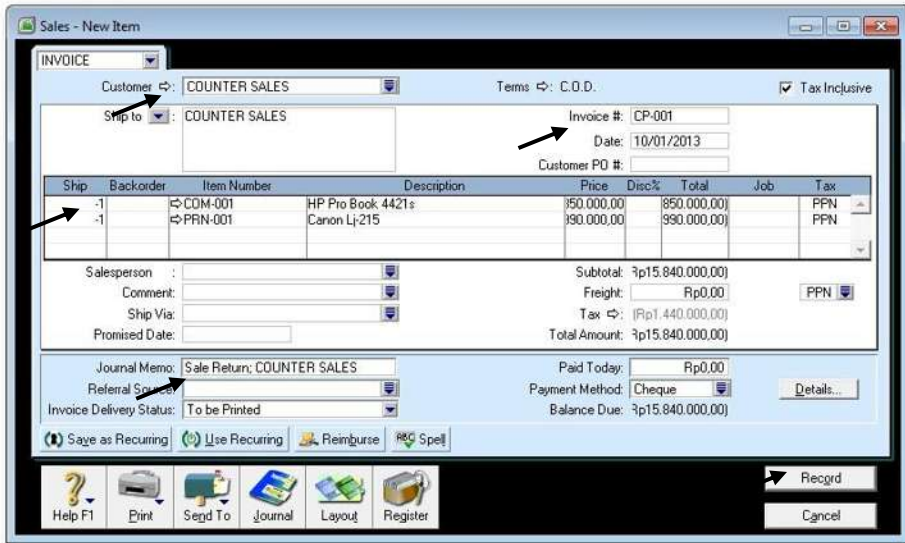 Sales - New Item
INVOICE
Customer ⇨: COUNTER SALES Terms ⇨: C.O.D. Tax Inclusive
Ship to : COUNTER SALES Invoice #: CP-001
Date: 10/01/2013
Customer PO #:
Ship Backorder Item Number Description Price Disc% Total Job Tax
-1 ⇨COM-001 HP Pro Book 4421s 350.000,00 850.000,00) PPN
-1 ⇨PRN-001 Canon Lj-215 990.000,00) PPN
Salesperson : Subtotal: Rp15.840.000,00)
Comment: Freight: Rp0,00 PPN
Ship Via: Tax ⇨: (Rp1.440.000,00)
Promised Date: Total Amount: Rp15.840.000,00)
Journal Memo: Sale Return; COUNTER SALES Paid Today: Rp0,00
Referral Source: Payment Method: Cheque Details...
Invoice Delivery Status: To be Printed Balance Due: Rp15.840.000,00)
Save as Recurring Use Recurring Reimburse ABC Spell
Help F1 Print Send To Journal Layout Register
Record
Cancel